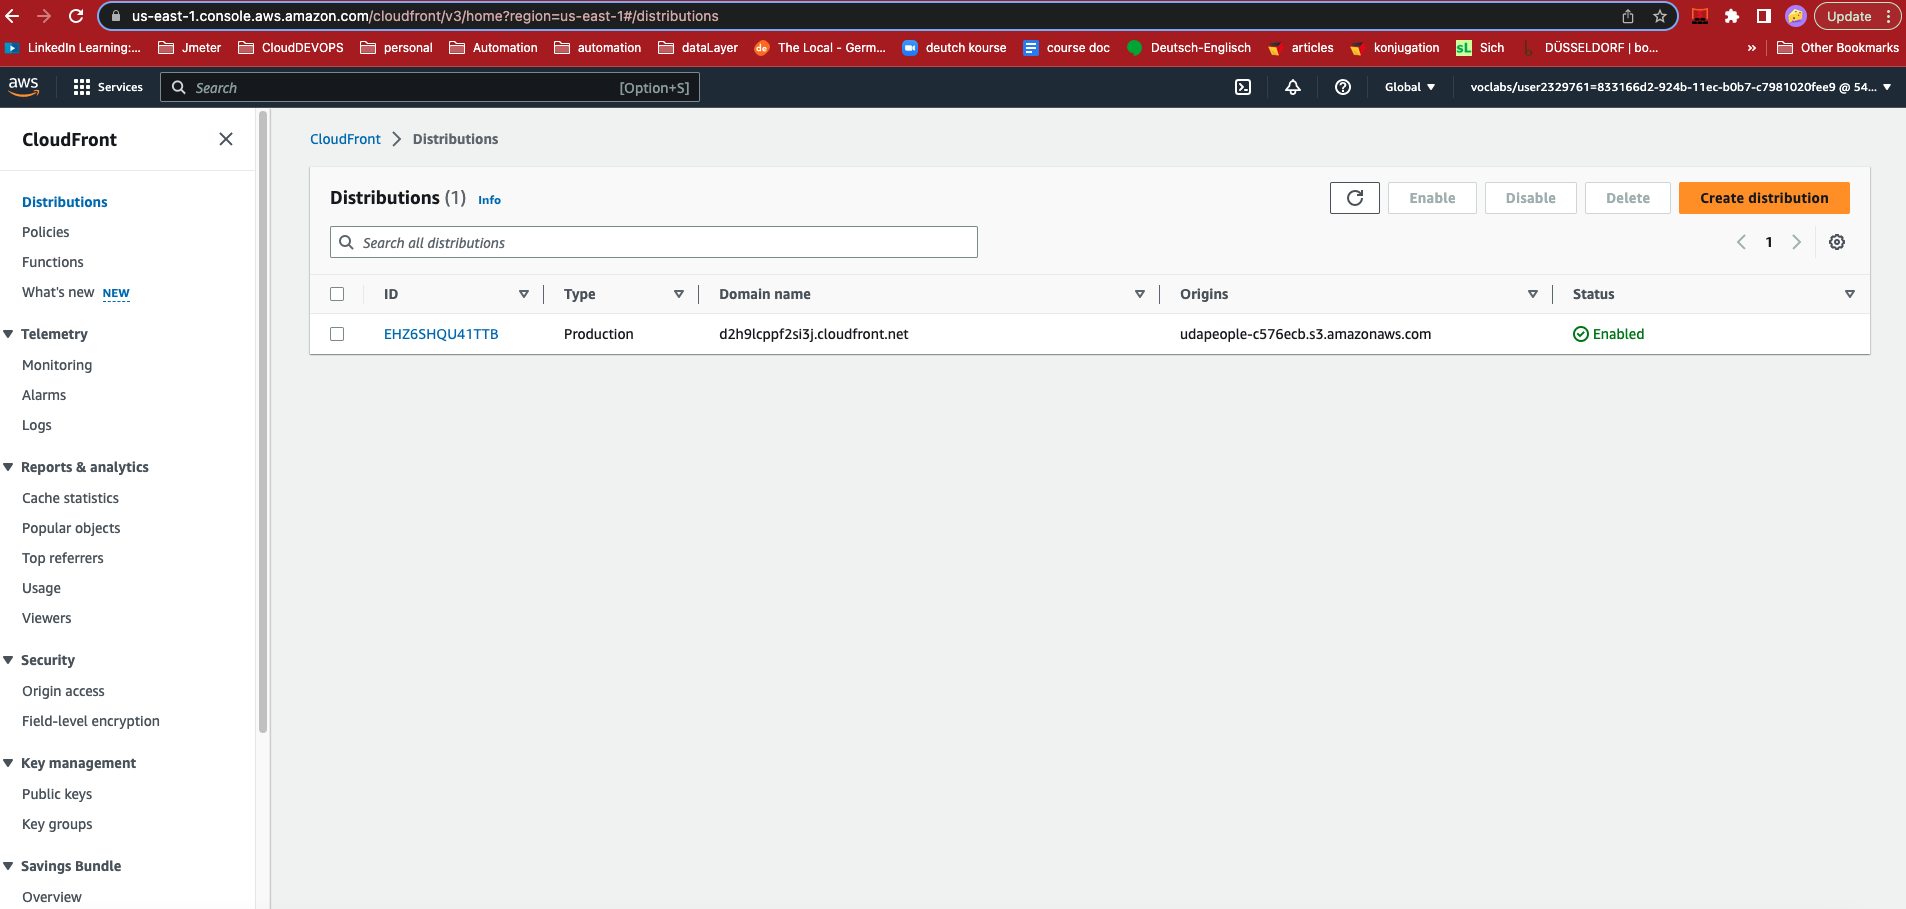 us-east-1.console.aws.amazon.com/cloudfront/v3/home?region=us-east-1#/distributions
Update
LinkedIn Learning:...
Jmeter
CloudDEVOPS
personal
Automation
automation
dataLayer
de
The Local - Germ...
deutch kourse
course doc
Deutsch-Englisch
articles
konjugation
sL
Sich
DÜSSELDORF | bo...
»
Other Bookmarks
aws
Services
Search
[Option+S]
Global
voclabs/user2329761=833166d2-924b-11ec-b0b7-c7981020fee9 @ 54...
CloudFront
Distributions
Policies
Functions
What's new NEW
Telemetry
Monitoring
Alarms
Logs
Reports & analytics
Cache statistics
Popular objects
Top referrers
Usage
Viewers
Security
Origin access
Field-level encryption
Key management
Public keys
Key groups
Savings Bundle
Overview
CloudFront > Distributions
Distributions (1) Info
Enable
Disable
Delete
Create distribution
Search all distributions
1
ID
Type
Domain name
Origins
Status
EHZ6SHQU41TTB
Production
d2h9lcppf2si3j.cloudfront.net
udapeople-c576ecb.s3.amazonaws.com
Enabled